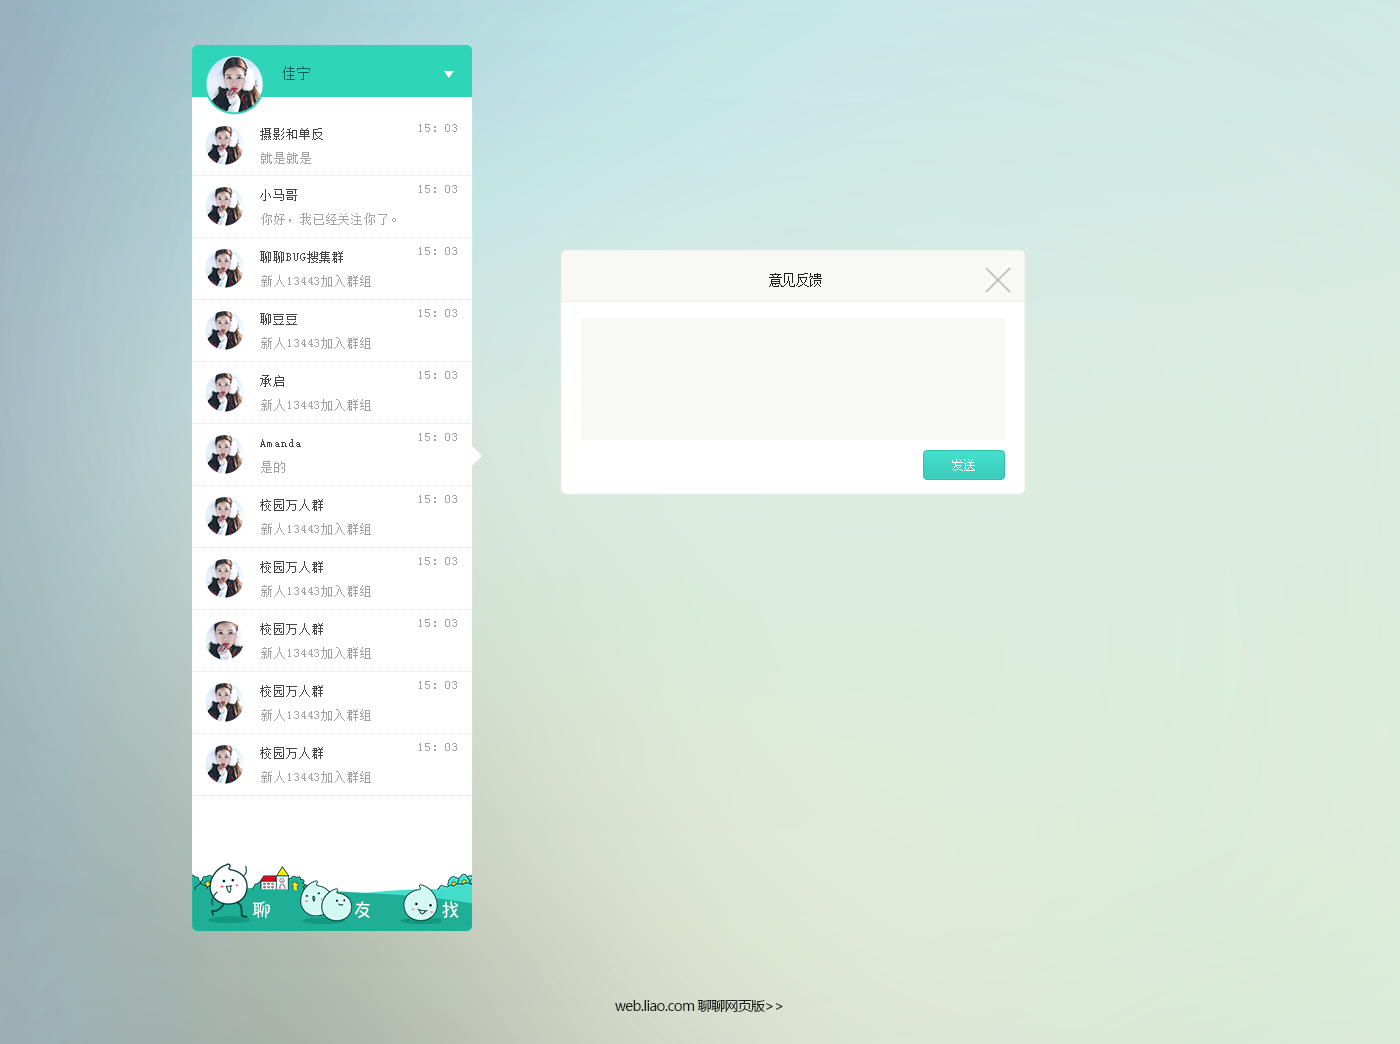 佳宁
摄影和单反
15: 03
就是就是
小马哥
15: 03
你好，我已经关注你了。
聊聊BUG搜集群
15: 03
新人13443加入群组
聊豆豆
15: 03
新人13443加入群组
承启
15: 03
新人13443加入群组
Amanda
15: 03
是的
校园万人群
15: 03
新人13443加入群组
校园万人群
15: 03
新人13443加入群组
校园万人群
15: 03
新人13443加入群组
校园万人群
15: 03
新人13443加入群组
校园万人群
15: 03
新人13443加入群组
聊
友
找
意见反馈
发送
web.liao.com 聊聊网页版>>